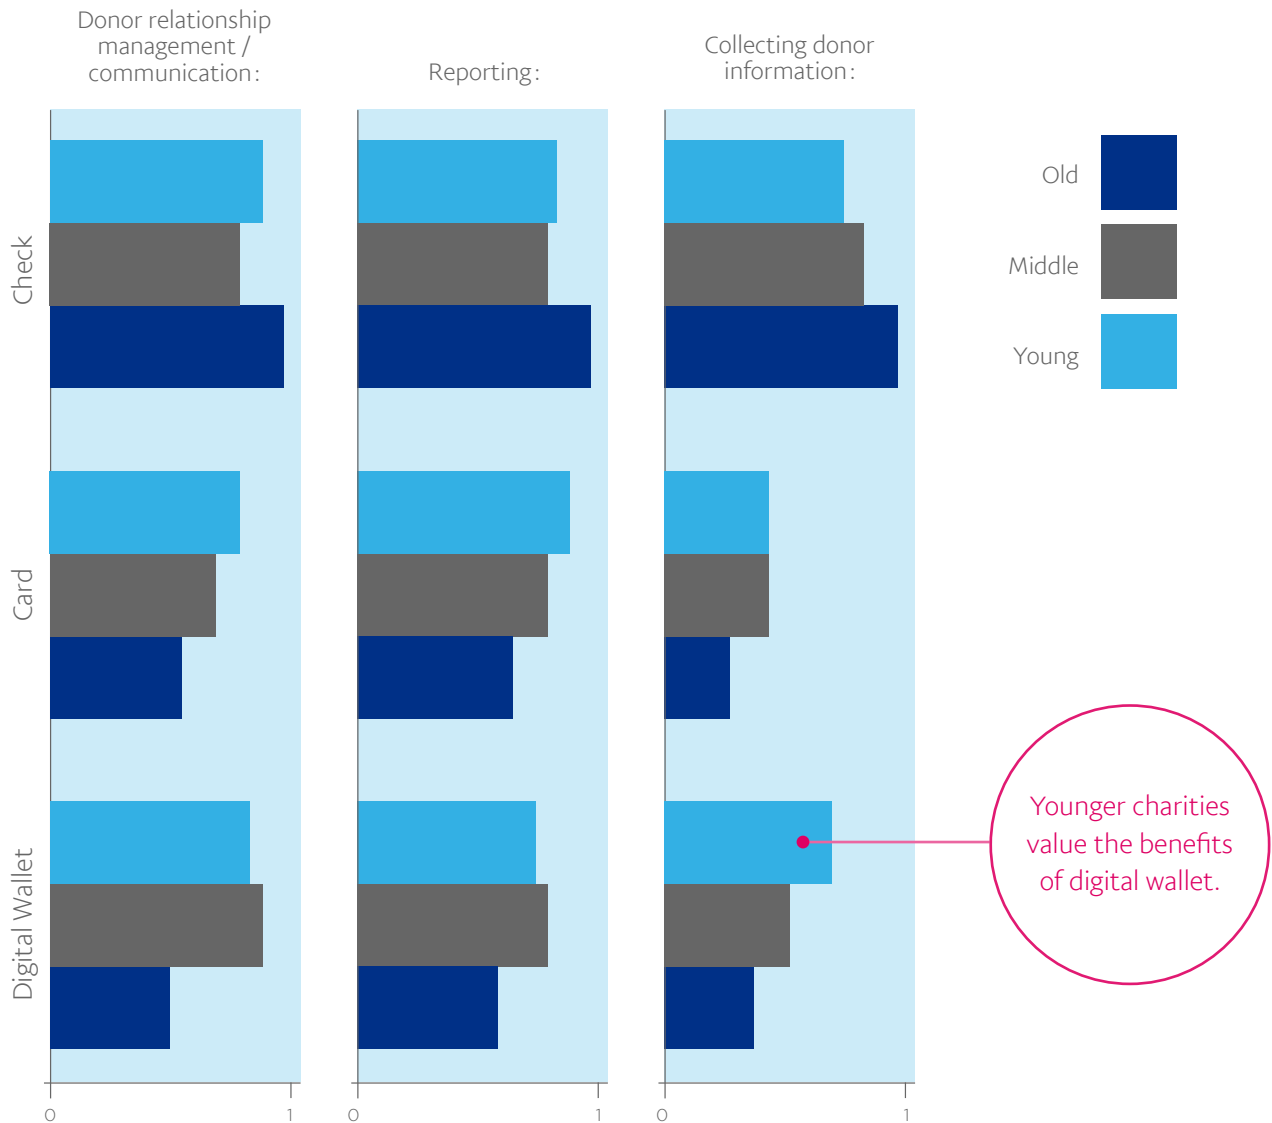 Donor relationship
management /
communication:
Reporting:
Collecting donor
information:
Check
Card
Digital Wallet
Old
Middle
Young
Younger charities
value the benefits
of digital wallet.
0 1
0 1
0 1